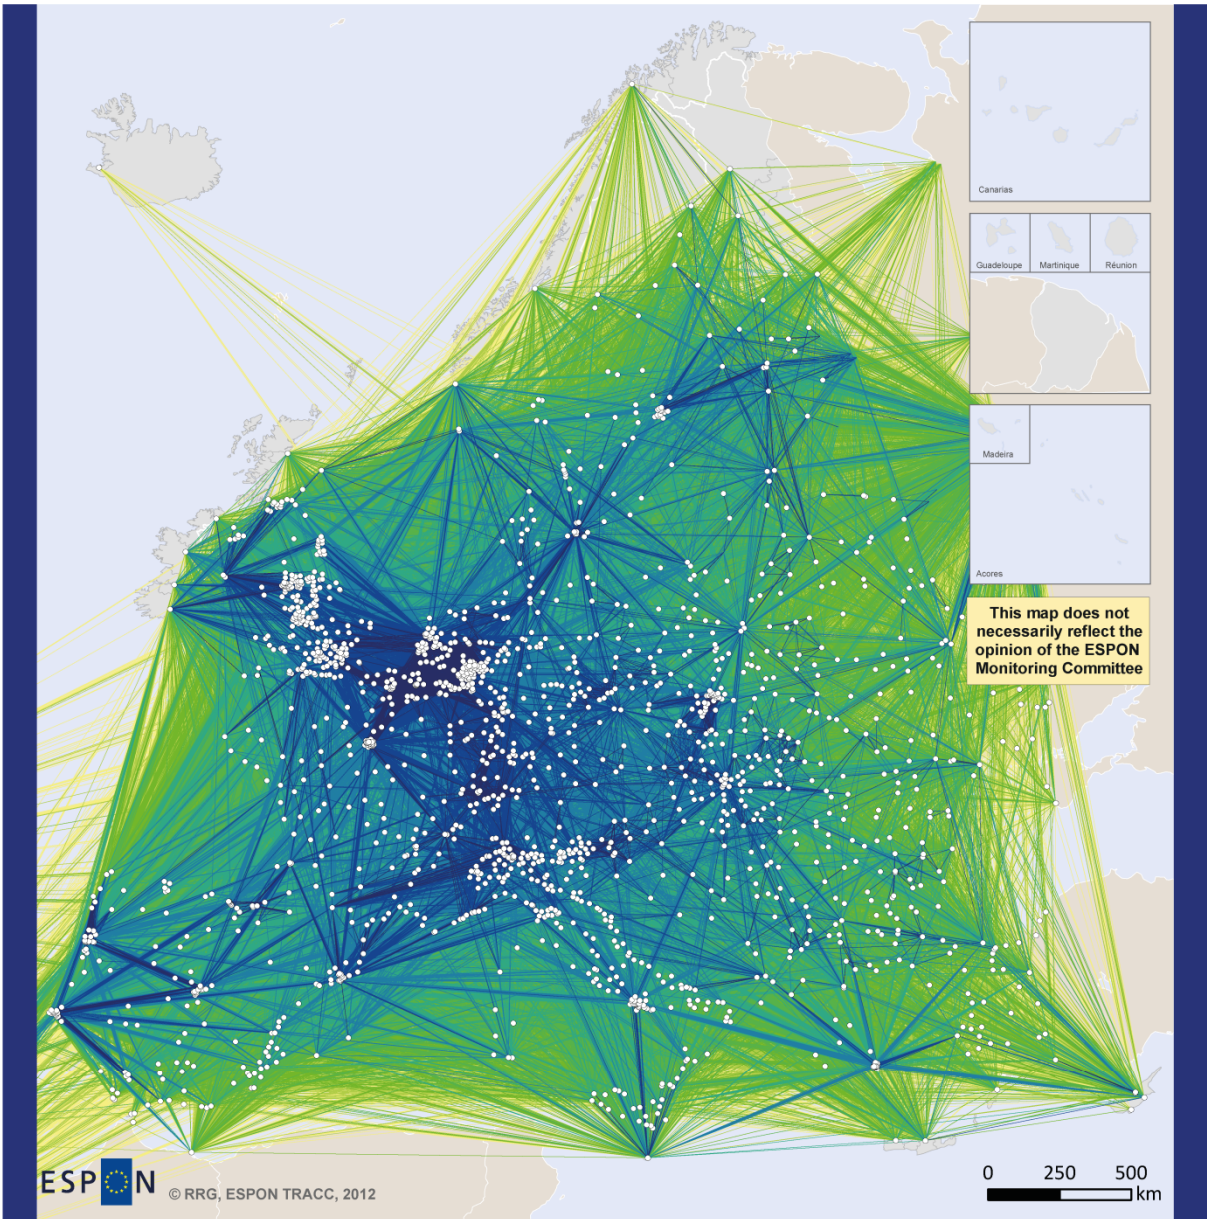 Canarias
Guadeloupe
Martinique
Réunion
Madeira
Acores
This map does not
necessarily reflect the
opinion of the ESPON
Monitoring Committee
ESPON
© RRG, ESPON TRACC, 2012
0 250 500
km